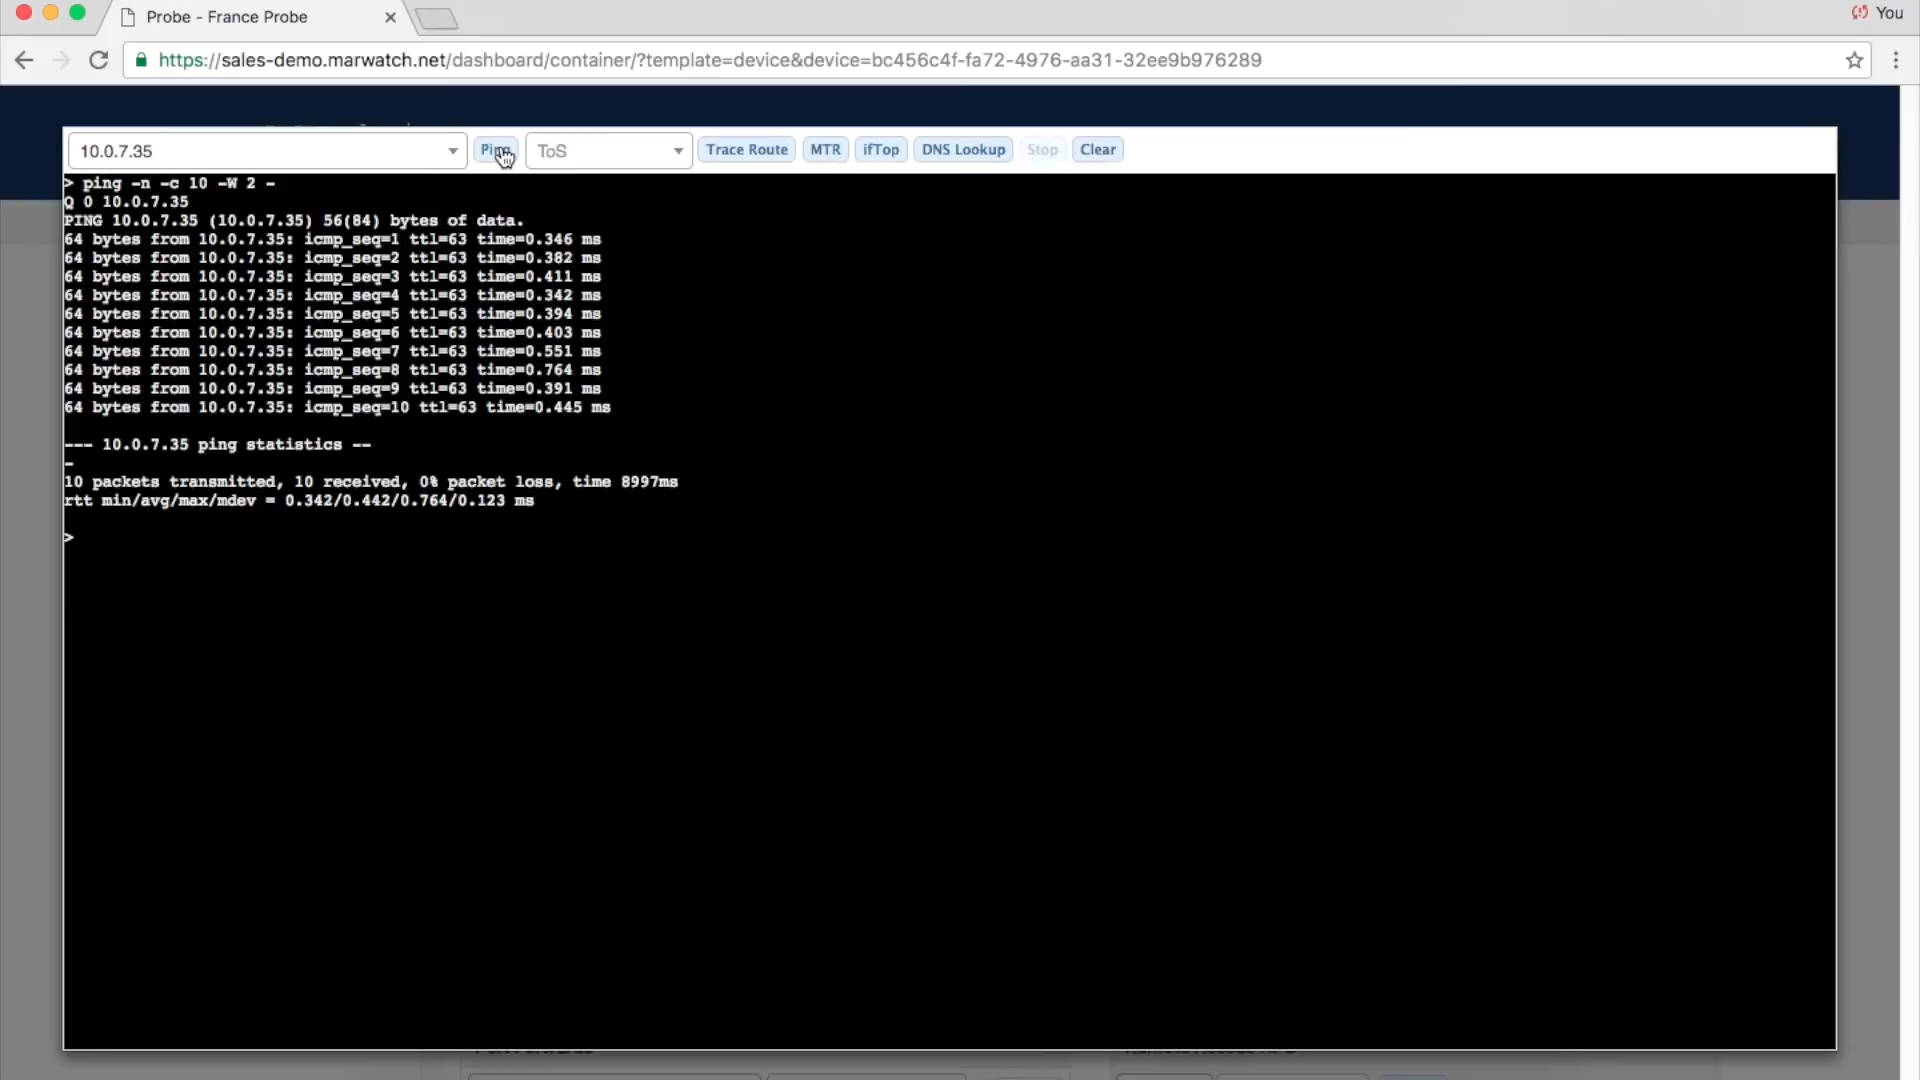 Probe - France Probe
You
https://sales-demo.marwatch.net/dashboard/container/?template=device&device=bc456c4f-fa72-4976-aa31-32ee9b976289
10.0.7.35 Ping ToS Trace Route MTR ifTop DNS Lookup Stop Clear
> ping -n -c 10 -W 2 -
Q 0 10.0.7.35
PING 10.0.7.35 (10.0.7.35) 56(84) bytes of data.
64 bytes from 10.0.7.35: icmp_seq=1 ttl=63 time=0.346 ms
64 bytes from 10.0.7.35: icmp_seq=2 ttl=63 time=0.382 ms
64 bytes from 10.0.7.35: icmp_seq=3 ttl=63 time=0.411 ms
64 bytes from 10.0.7.35: icmp_seq=4 ttl=63 time=0.342 ms
64 bytes from 10.0.7.35: icmp_seq=5 ttl=63 time=0.394 ms
64 bytes from 10.0.7.35: icmp_seq=6 ttl=63 time=0.403 ms
64 bytes from 10.0.7.35: icmp_seq=7 ttl=63 time=0.551 ms
64 bytes from 10.0.7.35: icmp_seq=8 ttl=63 time=0.764 ms
64 bytes from 10.0.7.35: icmp_seq=9 ttl=63 time=0.391 ms
64 bytes from 10.0.7.35: icmp_seq=10 ttl=63 time=0.445 ms
--- 10.0.7.35 ping statistics --
-
10 packets transmitted, 10 received, 0% packet loss, time 8997ms
rtt min/avg/max/mdev = 0.342/0.442/0.764/0.123 ms
>